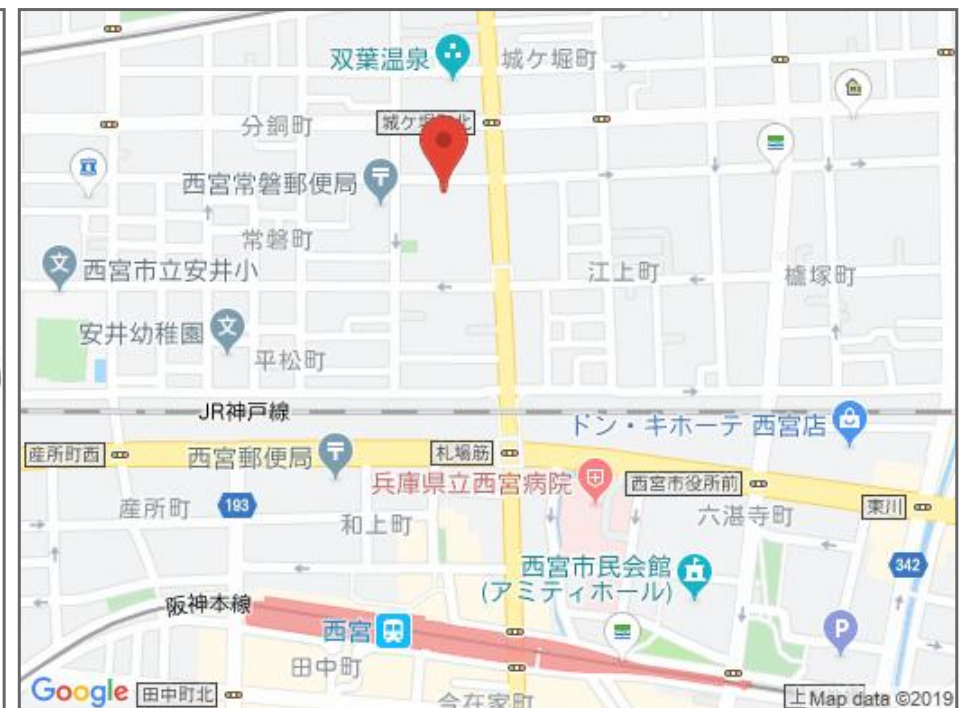 双葉温泉
城ケ堀町
分銅町
西宮常磐郵便局
常磐町
西宮市立安井小
江上町
櫨塚町
安井幼稚園
平松町
JR神戸線
ドン・キホーテ 西宮店
産所町西
西宮郵便局
札場筋
兵庫県立西宮病院
西宮市役所前
産所町
193
和上町
六湛寺町
東川
西宮市民会館
(アミティホール)
342
阪神本線
西宮
P
田中町
Google
田中町北
今在家町
上
Map data ©2019